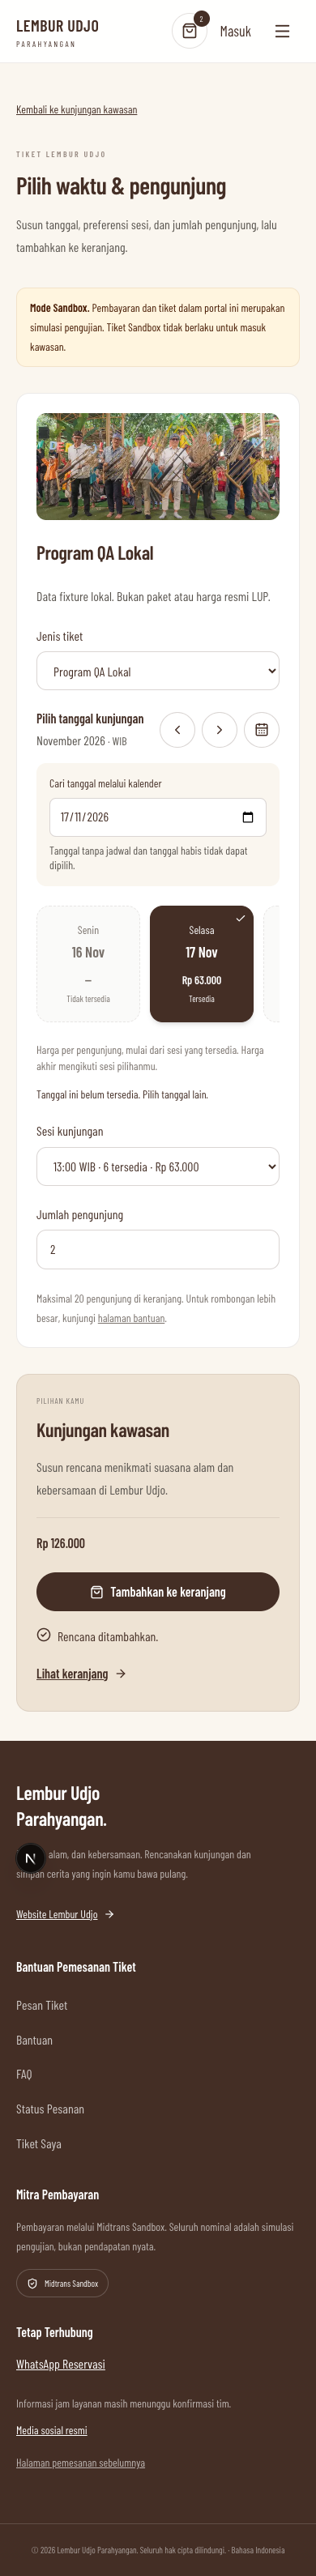 LEMBUR UDJO
PARAHYANGAN
2
Masuk
Kembali ke kunjungan kawasan
TIKET LEMBUR UDJO
Pilih waktu & pengunjung
Susun tanggal, preferensi sesi, dan jumlah pengunjung, lalu
tambahkan ke keranjang.
Mode Sandbox. Pembayaran dan tiket dalam portal ini merupakan
simulasi pengujian. Tiket Sandbox tidak berlaku untuk masuk
kawasan.
Program QA Lokal
Data fixture lokal. Bukan paket atau harga resmi LUP.
Jenis tiket
Program QA Lokal
Pilih tanggal kunjungan
November 2026 · WIB
Cari tanggal melalui kalender
17/11/2026
Tanggal tanpa jadwal dan tanggal habis tidak dapat
dipilih.
Senin
16 Nov
—
Tidak tersedia
Selasa
17 Nov
Rp 63.000
Tersedia
Harga per pengunjung, mulai dari sesi yang tersedia. Harga
akhir mengikuti sesi pilihanmu.
Tanggal ini belum tersedia. Pilih tanggal lain.
Sesi kunjungan
13:00 WIB · 6 tersedia · Rp 63.000
Jumlah pengunjung
2
Maksimal 20 pengunjung di keranjang. Untuk rombongan lebih
besar, kunjungi halaman bantuan.
PILIHAN KAMU
Kunjungan kawasan
Susun rencana menikmati suasana alam dan
kebersamaan di Lembur Udjo.
Rp 126.000
Tambahkan ke keranjang
Rencana ditambahkan.
Lihat keranjang
Lembur Udjo
Parahyangan.
alam, dan kebersamaan. Rencanakan kunjungan dan
simpan cerita yang ingin kamu bawa pulang.
N
Website Lembur Udjo
Bantuan Pemesanan Tiket
Pesan Tiket
Bantuan
FAQ
Status Pesanan
Tiket Saya
Mitra Pembayaran
Pembayaran melalui Midtrans Sandbox. Seluruh nominal adalah simulasi
pengujian, bukan pendapatan nyata.
Midtrans Sandbox
Tetap Terhubung
WhatsApp Reservasi
Informasi jam layanan masih menunggu konfirmasi tim.
Media sosial resmi
Halaman pemesanan sebelumnya
© 2026 Lembur Udjo Parahyangan. Seluruh hak cipta dilindungi. · Bahasa Indonesia